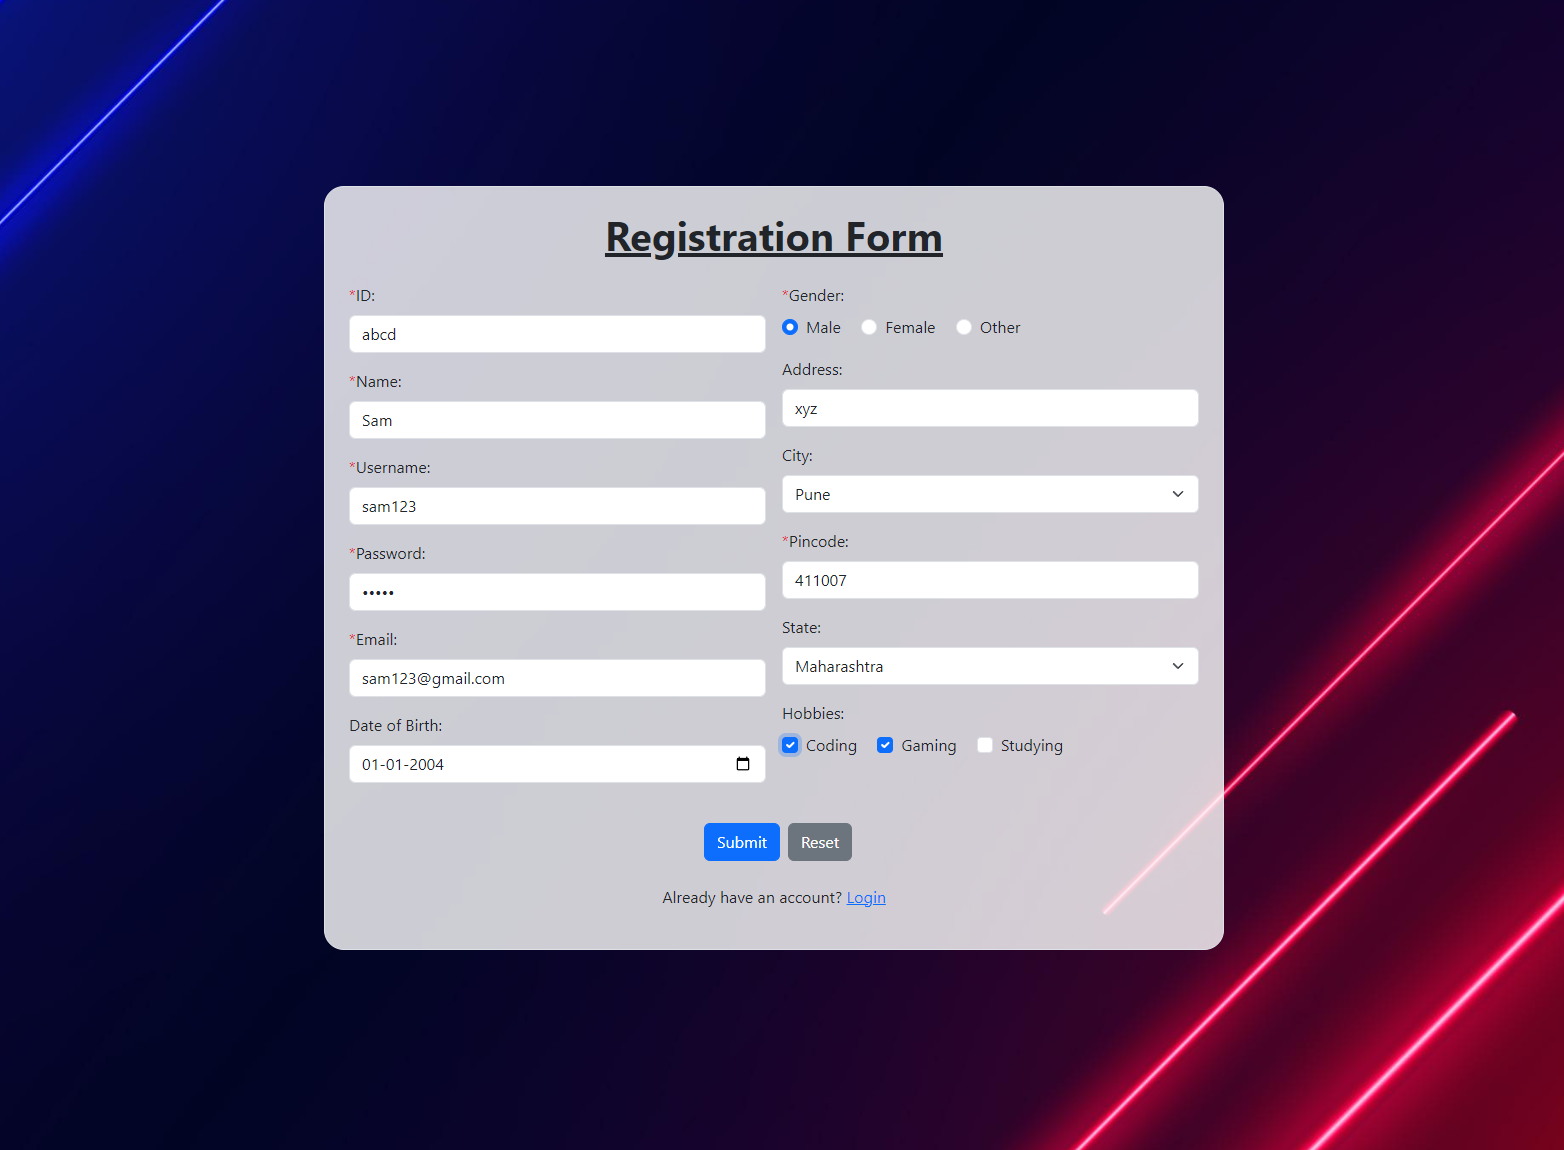 Registration Form
*ID:
abcd
*Name:
Sam
*Username:
sam123
*Password:
•••••
*Email:
sam123@gmail.com
Date of Birth:
01-01-2004
*Gender:
Male Female Other
Address:
xyz
City:
Pune
*Pincode:
411007
State:
Maharashtra
Hobbies:
Coding Gaming Studying
Submit Reset
Already have an account? Login